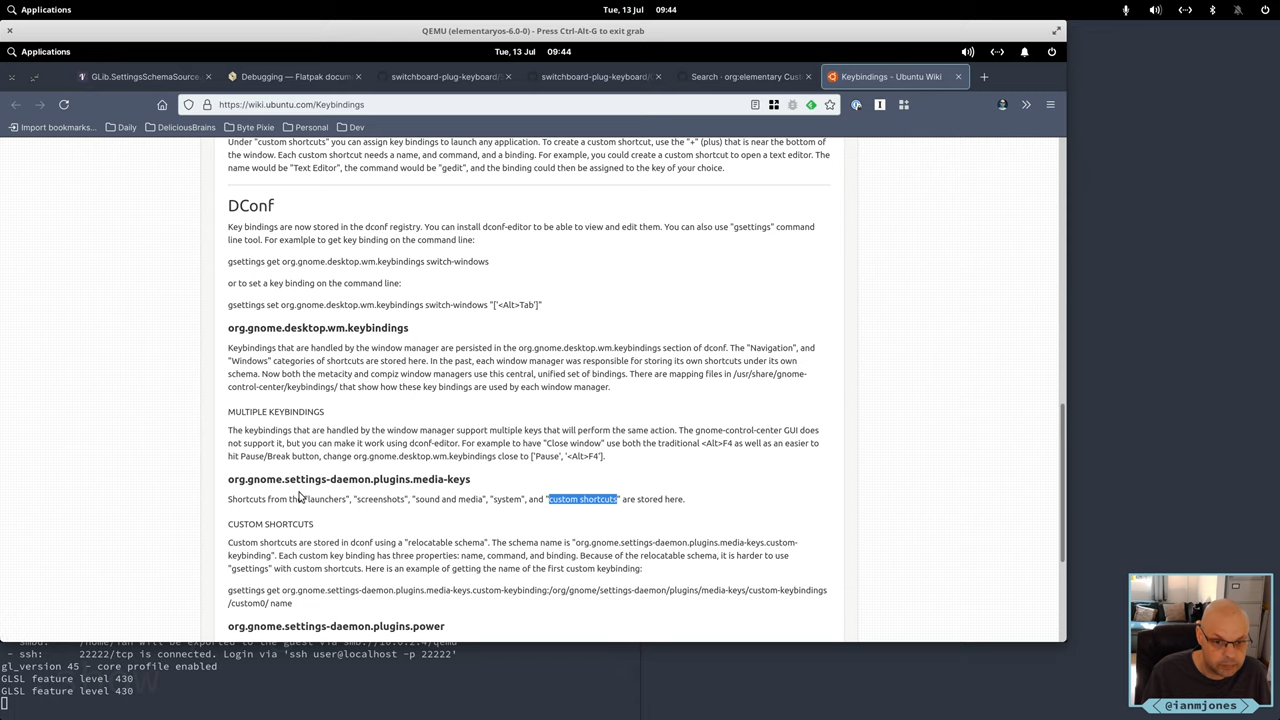 Applications
Tue, 13 Jul 09:44
QEMU (elementaryos-6.0-0) - Press Ctrl-Alt-G to exit grab
Applications
Tue, 13 Jul 09:44
GLib.SettingsSchemaSource.
Debugging — Flatpak docum
switchboard-plug-keyboard/
switchboard-plug-keyboard/
Search · org:elementary Cus
Keybindings - Ubuntu Wiki
https://wiki.ubuntu.com/Keybindings
Import bookmarks...
Daily
DeliciousBrains
Byte Pixie
Personal
Dev
Under "custom shortcuts" you can assign key bindings to launch any application. To create a custom shortcut, use the "+" (plus) that is near the bottom of
the window. Each custom shortcut needs a name, and command, and a binding. For example, you could create a custom shortcut to open a text editor. The
name would be "Text Editor", the command would be "gedit", and the binding could then be assigned to the key of your choice.
DConf
Key bindings are now stored in the dconf registry. You can install dconf-editor to be able to view and edit them. You can also use "gsettings" command
line tool. For examlple to get key binding on the command line:
gsettings get org.gnome.desktop.wm.keybindings switch-windows
or to set a key binding on the command line:
gsettings set org.gnome.desktop.wm.keybindings switch-windows "['<Alt>Tab']"
org.gnome.desktop.wm.keybindings
Keybindings that are handled by the window manager are persisted in the org.gnome.desktop.wm.keybindings section of dconf. The "Navigation", and
"Windows" categories of shortcuts are stored here. In the past, each window manager was responsible for storing its own shortcuts under its own
schema. Now both the metacity and compiz window managers use this central, unified set of bindings. There are mapping files in /usr/share/gnome-
control-center/keybindings/ that show how these key bindings are used by each window manager.
MULTIPLE KEYBINDINGS
The keybindings that are handled by the window manager support multiple keys that will perform the same action. The gnome-control-center GUI does
not support it, but you can make it work using dconf-editor. For example to have "Close window" use both the traditional <Alt>F4 as well as an easier to
hit Pause/Break button, change org.gnome.desktop.wm.keybindings close to ['Pause', '<Alt>F4'].
org.gnome.settings-daemon.plugins.media-keys
Shortcuts from the "launchers", "screenshots", "sound and media", "system", and "custom shortcuts" are stored here.
CUSTOM SHORTCUTS
Custom shortcuts are stored in dconf using a "relocatable schema". The schema name is "org.gnome.settings-daemon.plugins.media-keys.custom-
keybinding". Each custom key binding has three properties: name, command, and binding. Because of the relocatable schema, it is harder to use
"gsettings" with custom shortcuts. Here is an example of getting the name of the first custom keybinding:
gsettings get org.gnome.settings-daemon.plugins.media-keys.custom-keybinding:/org/gnome/settings-daemon/plugins/media-keys/custom-keybindings
/custom0/ name
org.gnome.settings-daemon.plugins.power
- ssh: 22222/tcp is connected. Login via 'ssh user@localhost -p 22222'
gl_version 45 - core profile enabled
GLSL feature level 430
GLSL feature level 430
@ianmjones